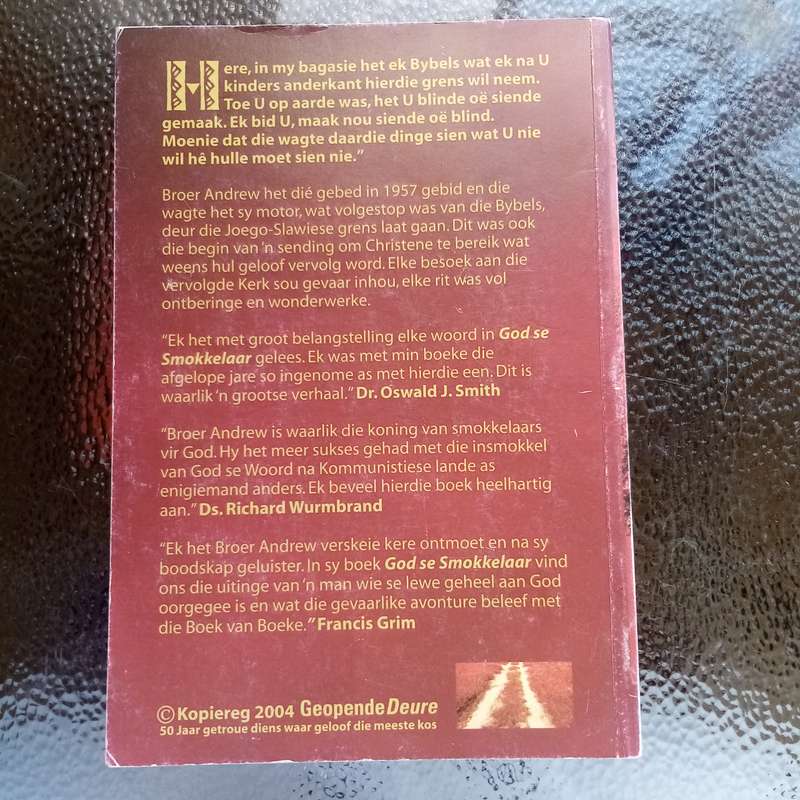 Here, in my bagasie het ek Bybels wat ek na U
kinders anderkant hierdie grens wil neem.
Toe U op aarde was, het U blinde oë siende
gemaak. Ek bid U, maak nou siende oë blind.
Moenie dat die wagte daardie dinge sien wat U nie
wil hê hulle moet sien nie.”
Broer Andrew het dié gebed in 1957 gebid en die
wagte het sy motor, wat volgestop was van die Bybels,
deur die Joego-Slawiese grens laat gaan. Dit was ook
die begin van ’n sending om Christene te bereik wat
weens hul geloof vervolg word. Elke besoek aan die
vervolgde Kerk sou gevaar inhou, elke rit was vol
ontberinge en wonderwerke.
“Ek het met groot belangstelling elke woord in God se
Smokkelaar gelees. Ek was met min boeke die
afgelope jare so ingenome as met hierdie een. Dit is
waarlik ’n grootse verhaal.” Dr. Oswald J. Smith
“Broer Andrew is waarlik die koning van smokkelaars
vir God. Hy het meer sukses gehad met die insmokkel
van God se Woord na Kommunistiese lande as
enigiemand anders. Ek beveel hierdie boek heelhartig
aan.” Ds. Richard Wurmbrand
“Ek het Broer Andrew verskeie kere ontmoet en na sy
boodskap geluister. In sy boek God se Smokkelaar vind
ons die uitinge van ’n man wie se lewe geheel aan God
oorgegee is en wat die gevaarlike avonture beleef met
die Boek van Boeke.” Francis Grim
© Kopiereg 2004 Geopende Deure
50 Jaar getroue diens waar geloof die meeste kos